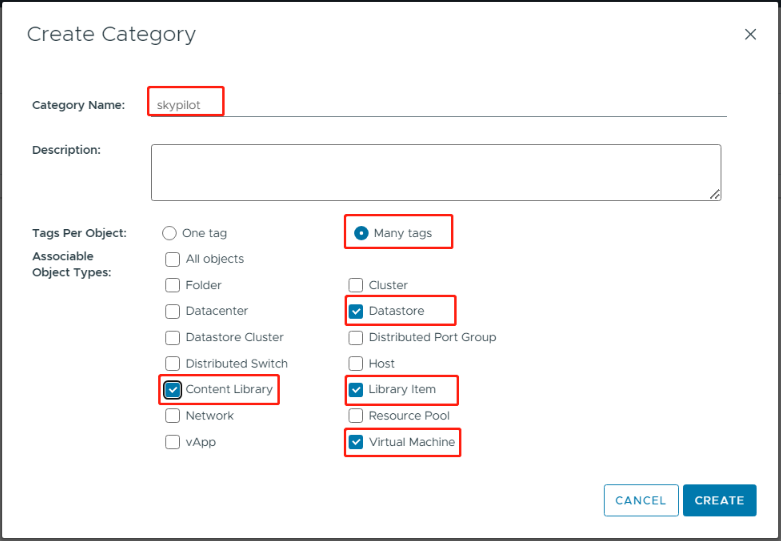 Create Category
Category Name: skypilot
Description:
Tags Per Object: One tag Many tags
Associable Object Types: All objects
Folder Cluster
Datacenter Datastore
Datastore Cluster Distributed Port Group
Distributed Switch Host
Content Library Library Item
Network Resource Pool
vApp Virtual Machine
CANCEL CREATE